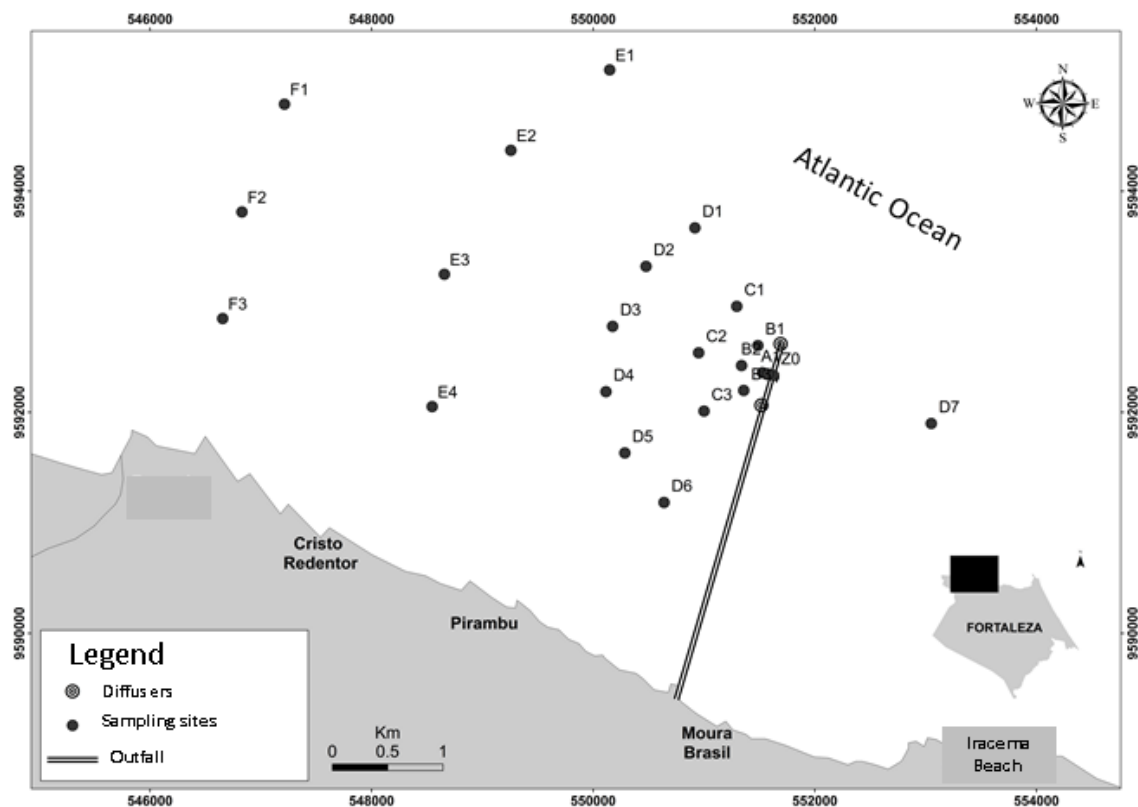 546000
548000
550000
552000
554000
E1
F1
N
W
E
S
E2
Atlantic Ocean
9594000
9594000
F2
D1
D2
E3
C1
F3
D3
B1
C2
B2
Z0
D4
9592000
9592000
E4
C3
D7
D5
D6
Cristo
Redentor
Pirambu
FORTALEZA
9590000
9590000
Legend
Diffusers
Sampling sites
Outfall
Km
0 0.5 1
Moura
Brasil
Iracema
Beach
546000
548000
550000
552000
554000